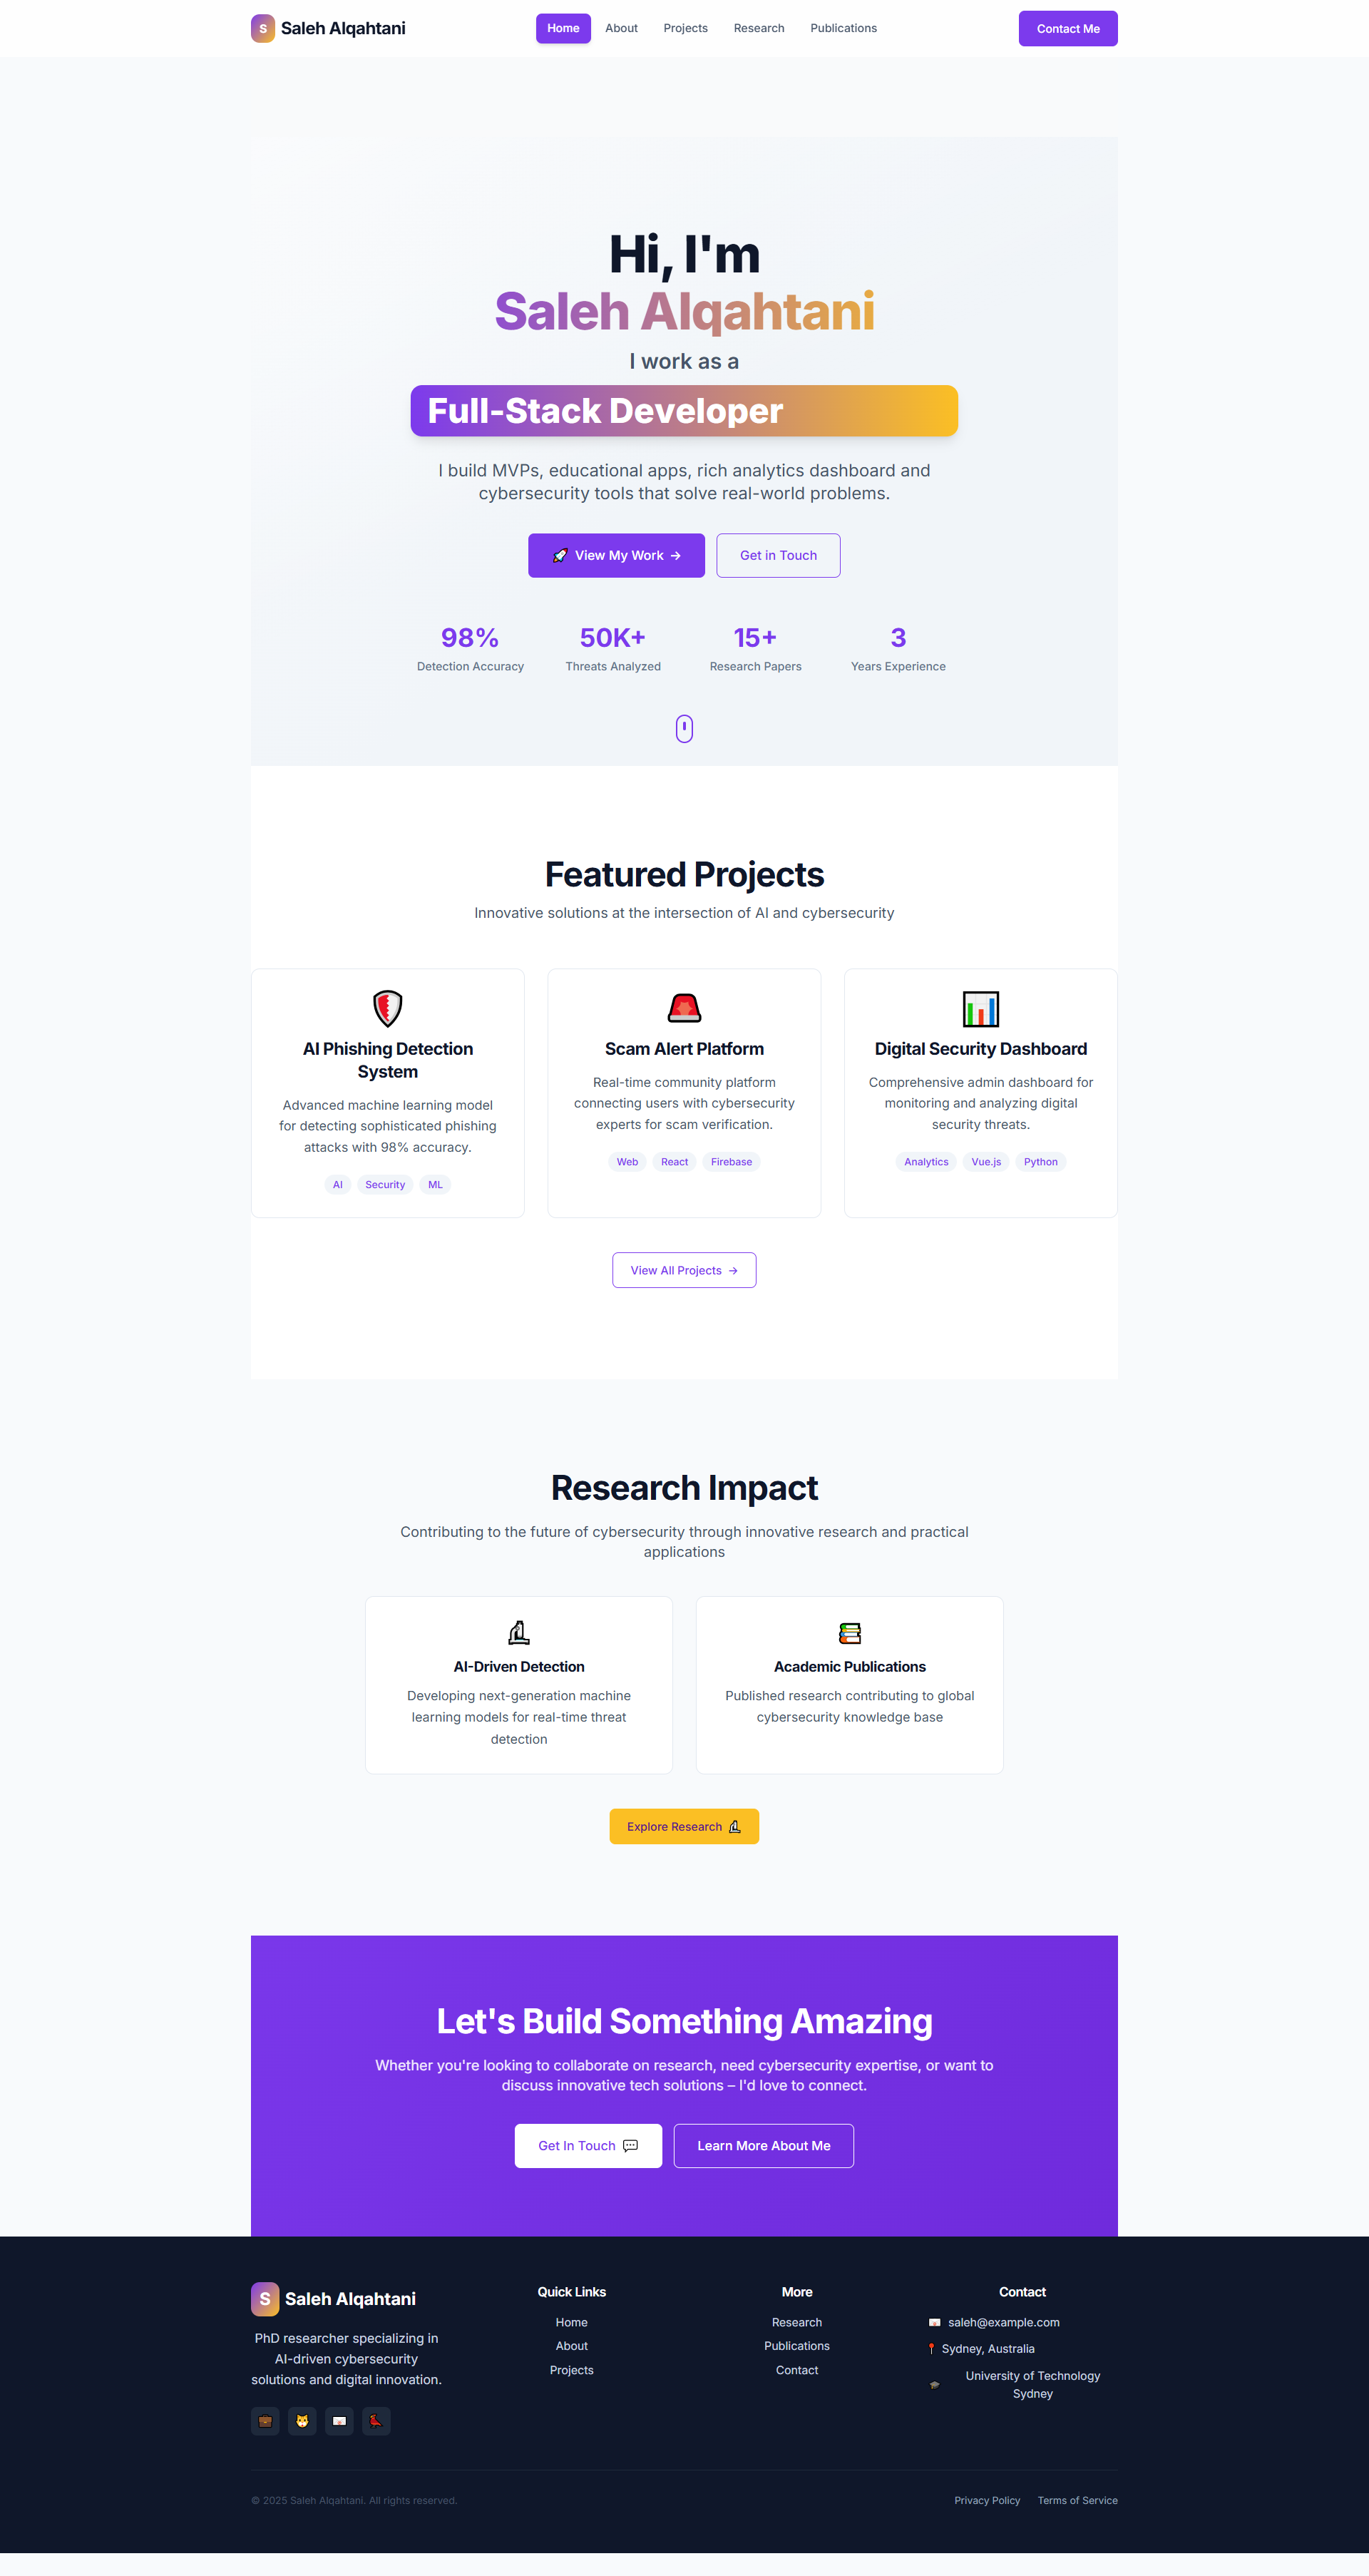 S
Saleh Alqahtani
Home
About
Projects
Research
Publications
Contact Me
Hi, I'm
Saleh Alqahtani
I work as a
Full-Stack Developer
I build MVPs, educational apps, rich analytics dashboard and
cybersecurity tools that solve real-world problems.
🚀 View My Work →
Get in Touch
98%
Detection Accuracy
50K+
Threats Analyzed
15+
Research Papers
3
Years Experience
Featured Projects
Innovative solutions at the intersection of AI and cybersecurity
AI Phishing Detection
System
Advanced machine learning model
for detecting sophisticated phishing
attacks with 98% accuracy.
AI
Security
ML
Scam Alert Platform
Real-time community platform
connecting users with cybersecurity
experts for scam verification.
Web
React
Firebase
Digital Security Dashboard
Comprehensive admin dashboard for
monitoring and analyzing digital
security threats.
Analytics
Vue.js
Python
View All Projects →
Research Impact
Contributing to the future of cybersecurity through innovative research and practical
applications
AI-Driven Detection
Developing next-generation machine
learning models for real-time threat
detection
Academic Publications
Published research contributing to global
cybersecurity knowledge base
Explore Research
Let's Build Something Amazing
Whether you're looking to collaborate on research, need cybersecurity expertise, or want to
discuss innovative tech solutions – I'd love to connect.
Get In Touch
Learn More About Me
S
Saleh Alqahtani
PhD researcher specializing in
AI-driven cybersecurity
solutions and digital innovation.
Quick Links
Home
About
Projects
More
Research
Publications
Contact
Contact
saleh@example.com
Sydney, Australia
University of Technology
Sydney
© 2025 Saleh Alqahtani. All rights reserved.
Privacy Policy
Terms of Service